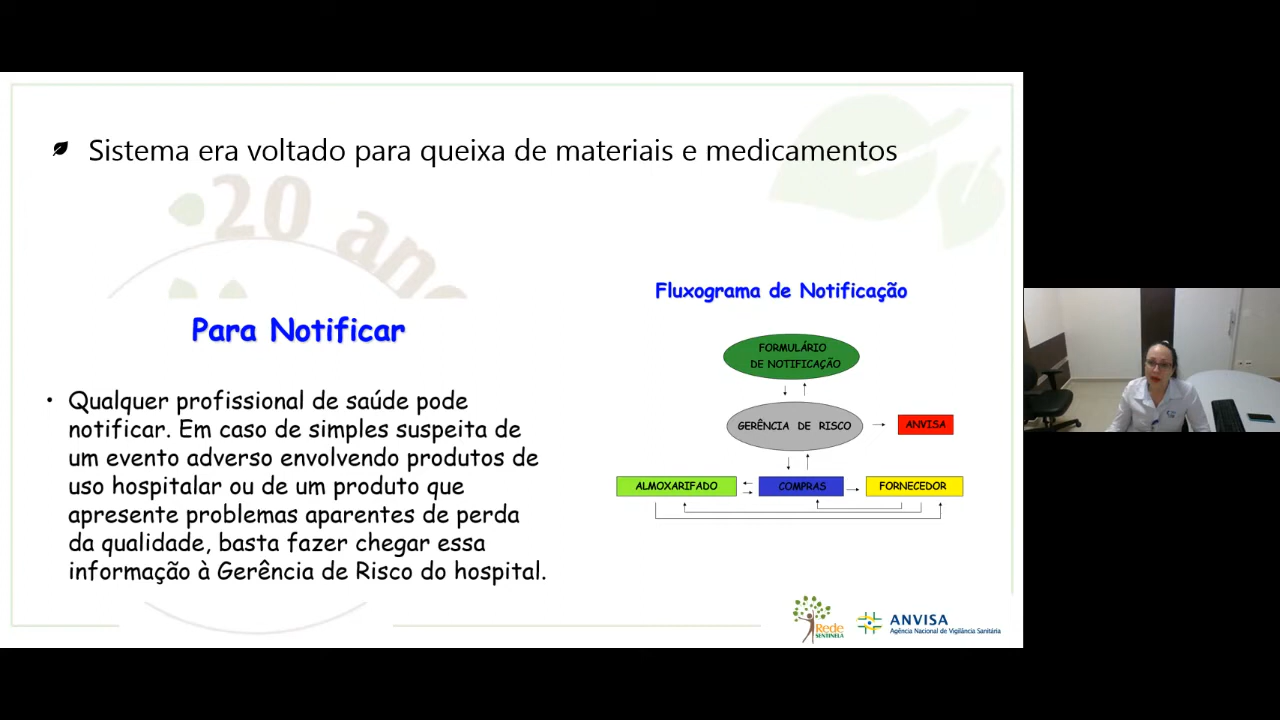 Sistema era voltado para queixa de materiais e medicamentos
20 ano
Para Notificar
• Qualquer profissional de saúde pode
notificar. Em caso de simples suspeita de
um evento adverso envolvendo produtos de
uso hospitalar ou de um produto que
apresente problemas aparentes de perda
da qualidade, basta fazer chegar essa
informação à Gerência de Risco do hospital.
Fluxograma de Notificação
FORMULÁRIO
DE NOTIFICAÇÃO
GERÊNCIA DE RISCO
ANVISA
ALMOXARIFADO
COMPRAS
FORNECEDOR
Rede
SENTINELA
ANVISA
Agência Nacional de Vigilância Sanitária